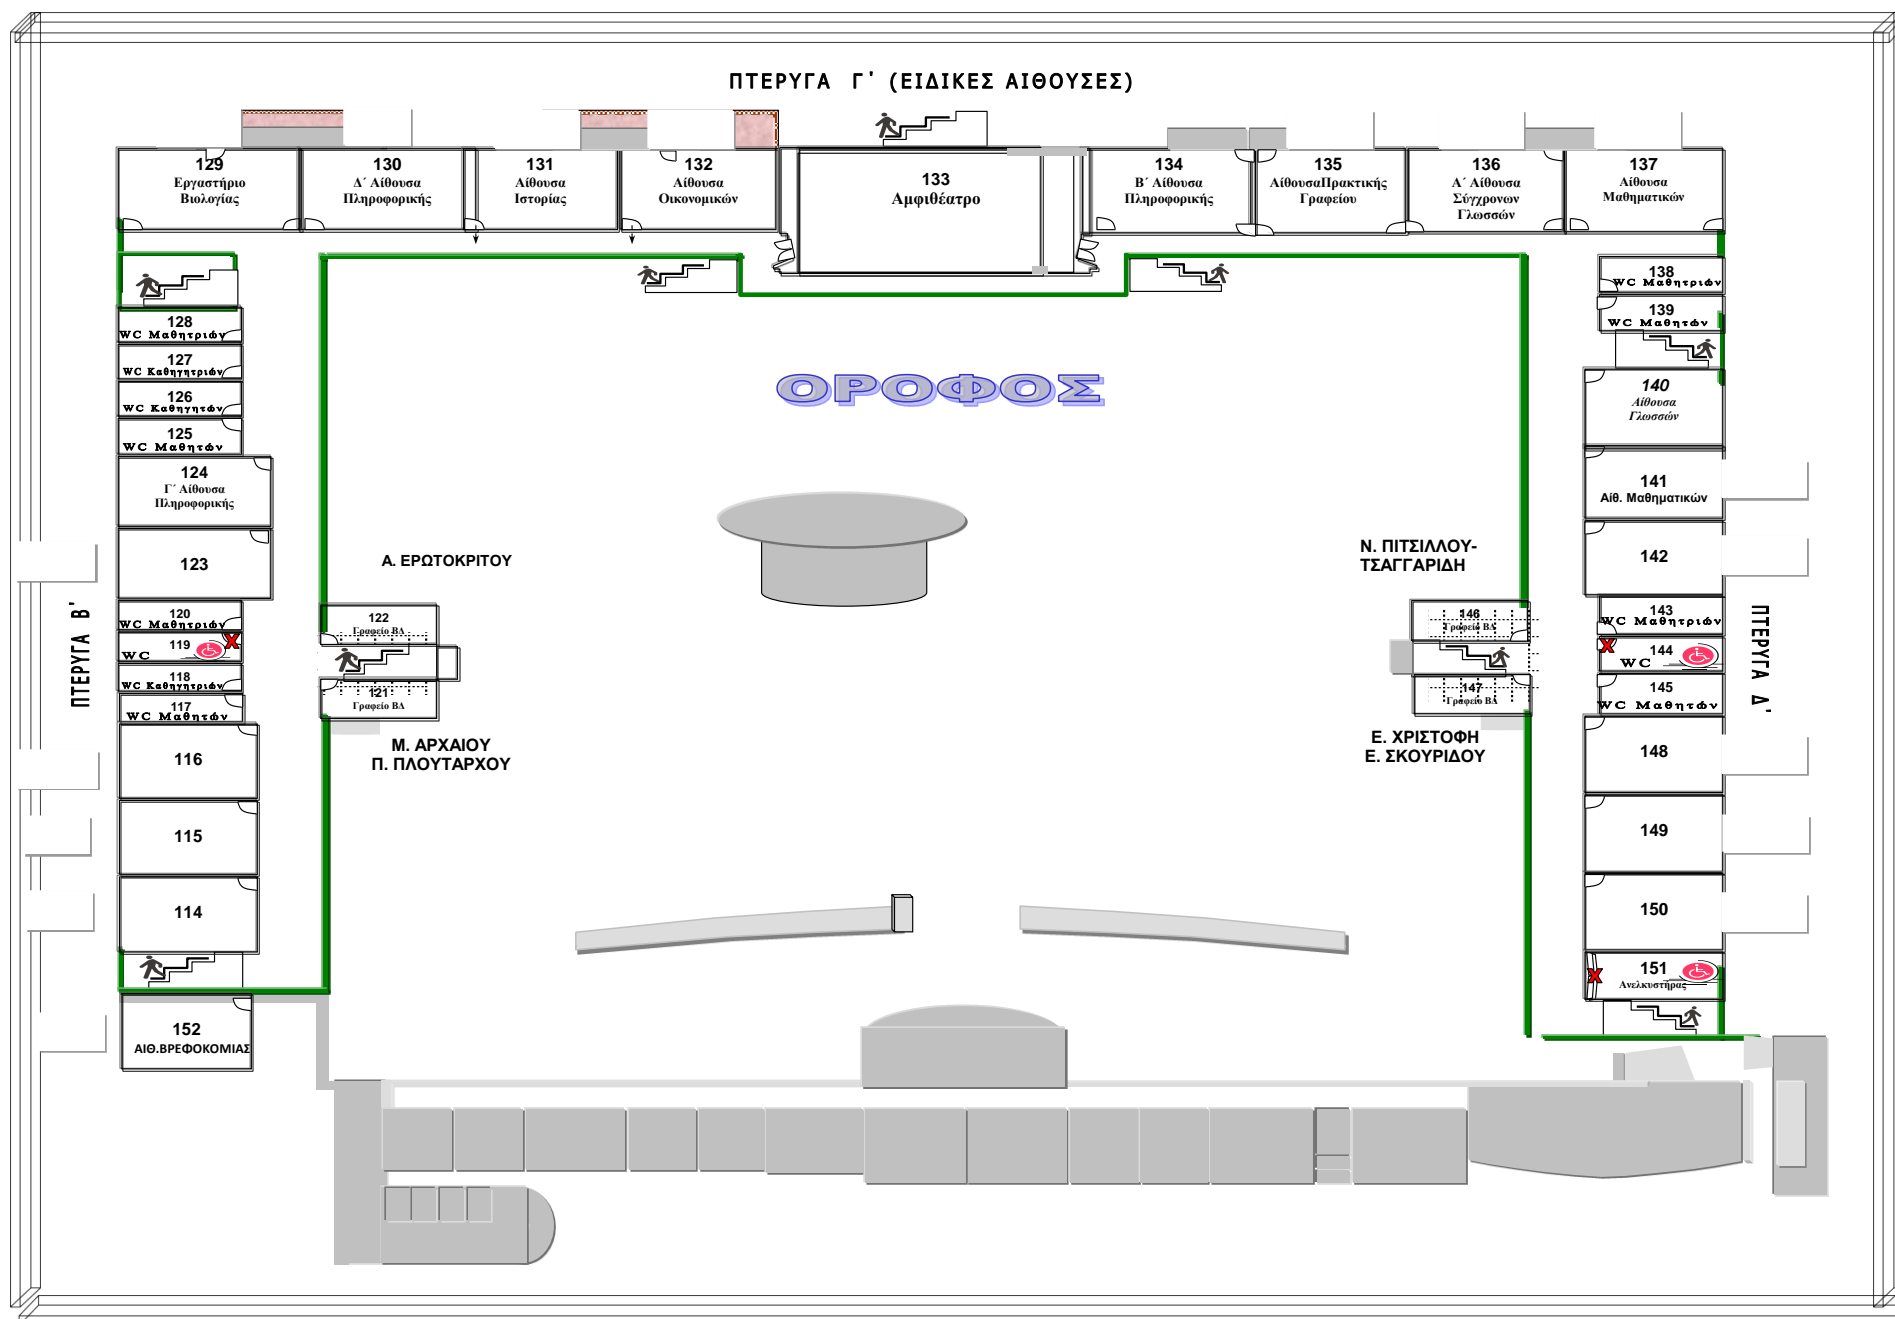 ΠΤΕΡΥΓΑ Γ' (ΕΙΔΙΚΕΣ ΑΙΘΟΥΣΕΣ)
129
Εργαστήριο
Βιολογίας
130
Δ΄ Αίθουσα
Πληροφορικής
131
Αίθουσα
Ιστορίας
132
Αίθουσα
Οικονομικών
133
Αμφιθέατρο
134
Β΄ Αίθουσα
Πληροφορικής
135
ΑίθουσαΠρακτικής
Γραφείου
136
Α΄ Αίθουσα
Σύγχρονων
Γλωσσών
137
Αίθουσα
Μαθηματικών
128
WC Μαθητριών
127
WC Καθηγητριών
126
WC Καθηγητών
125
WC Μαθητών
124
Γ΄ Αίθουσα
Πληροφορικής
123
120
WC Μαθητριών
119
WC
X
118
WC Καθηγητριών
117
WC Μαθητών
116
115
114
152
ΑΙΘ.ΒΡΕΦΟΚΟΜΙΑΣ
ΠΤΕΡΥΓΑ Β'
ΟΡΟΦΟΣ
Α. ΕΡΩΤΟΚΡΙΤΟΥ
122
Γραφείο ΒΔ
121
Γραφείο ΒΔ
Μ. ΑΡΧΑΙΟΥ
Π. ΠΛΟΥΤΑΡΧΟΥ
Ν. ΠΙΤΣΙΛΛΟΥ-
ΤΣΑΓΓΑΡΙΔΗ
146
Γραφείο ΒΔ
147
Γραφείο ΒΔ
Ε. ΧΡΙΣΤΟΦΗ
Ε. ΣΚΟΥΡΙΔΟΥ
138
WC Μαθητριών
139
WC Μαθητών
140
Αίθουσα
Γλωσσών
141
Αίθ. Μαθηματικών
142
143
WC Μαθητριών
X
144
WC
145
WC Μαθητών
148
149
150
151
X
Ανελκυστήρας
ΠΤΕΡΥΓΑ Δ'